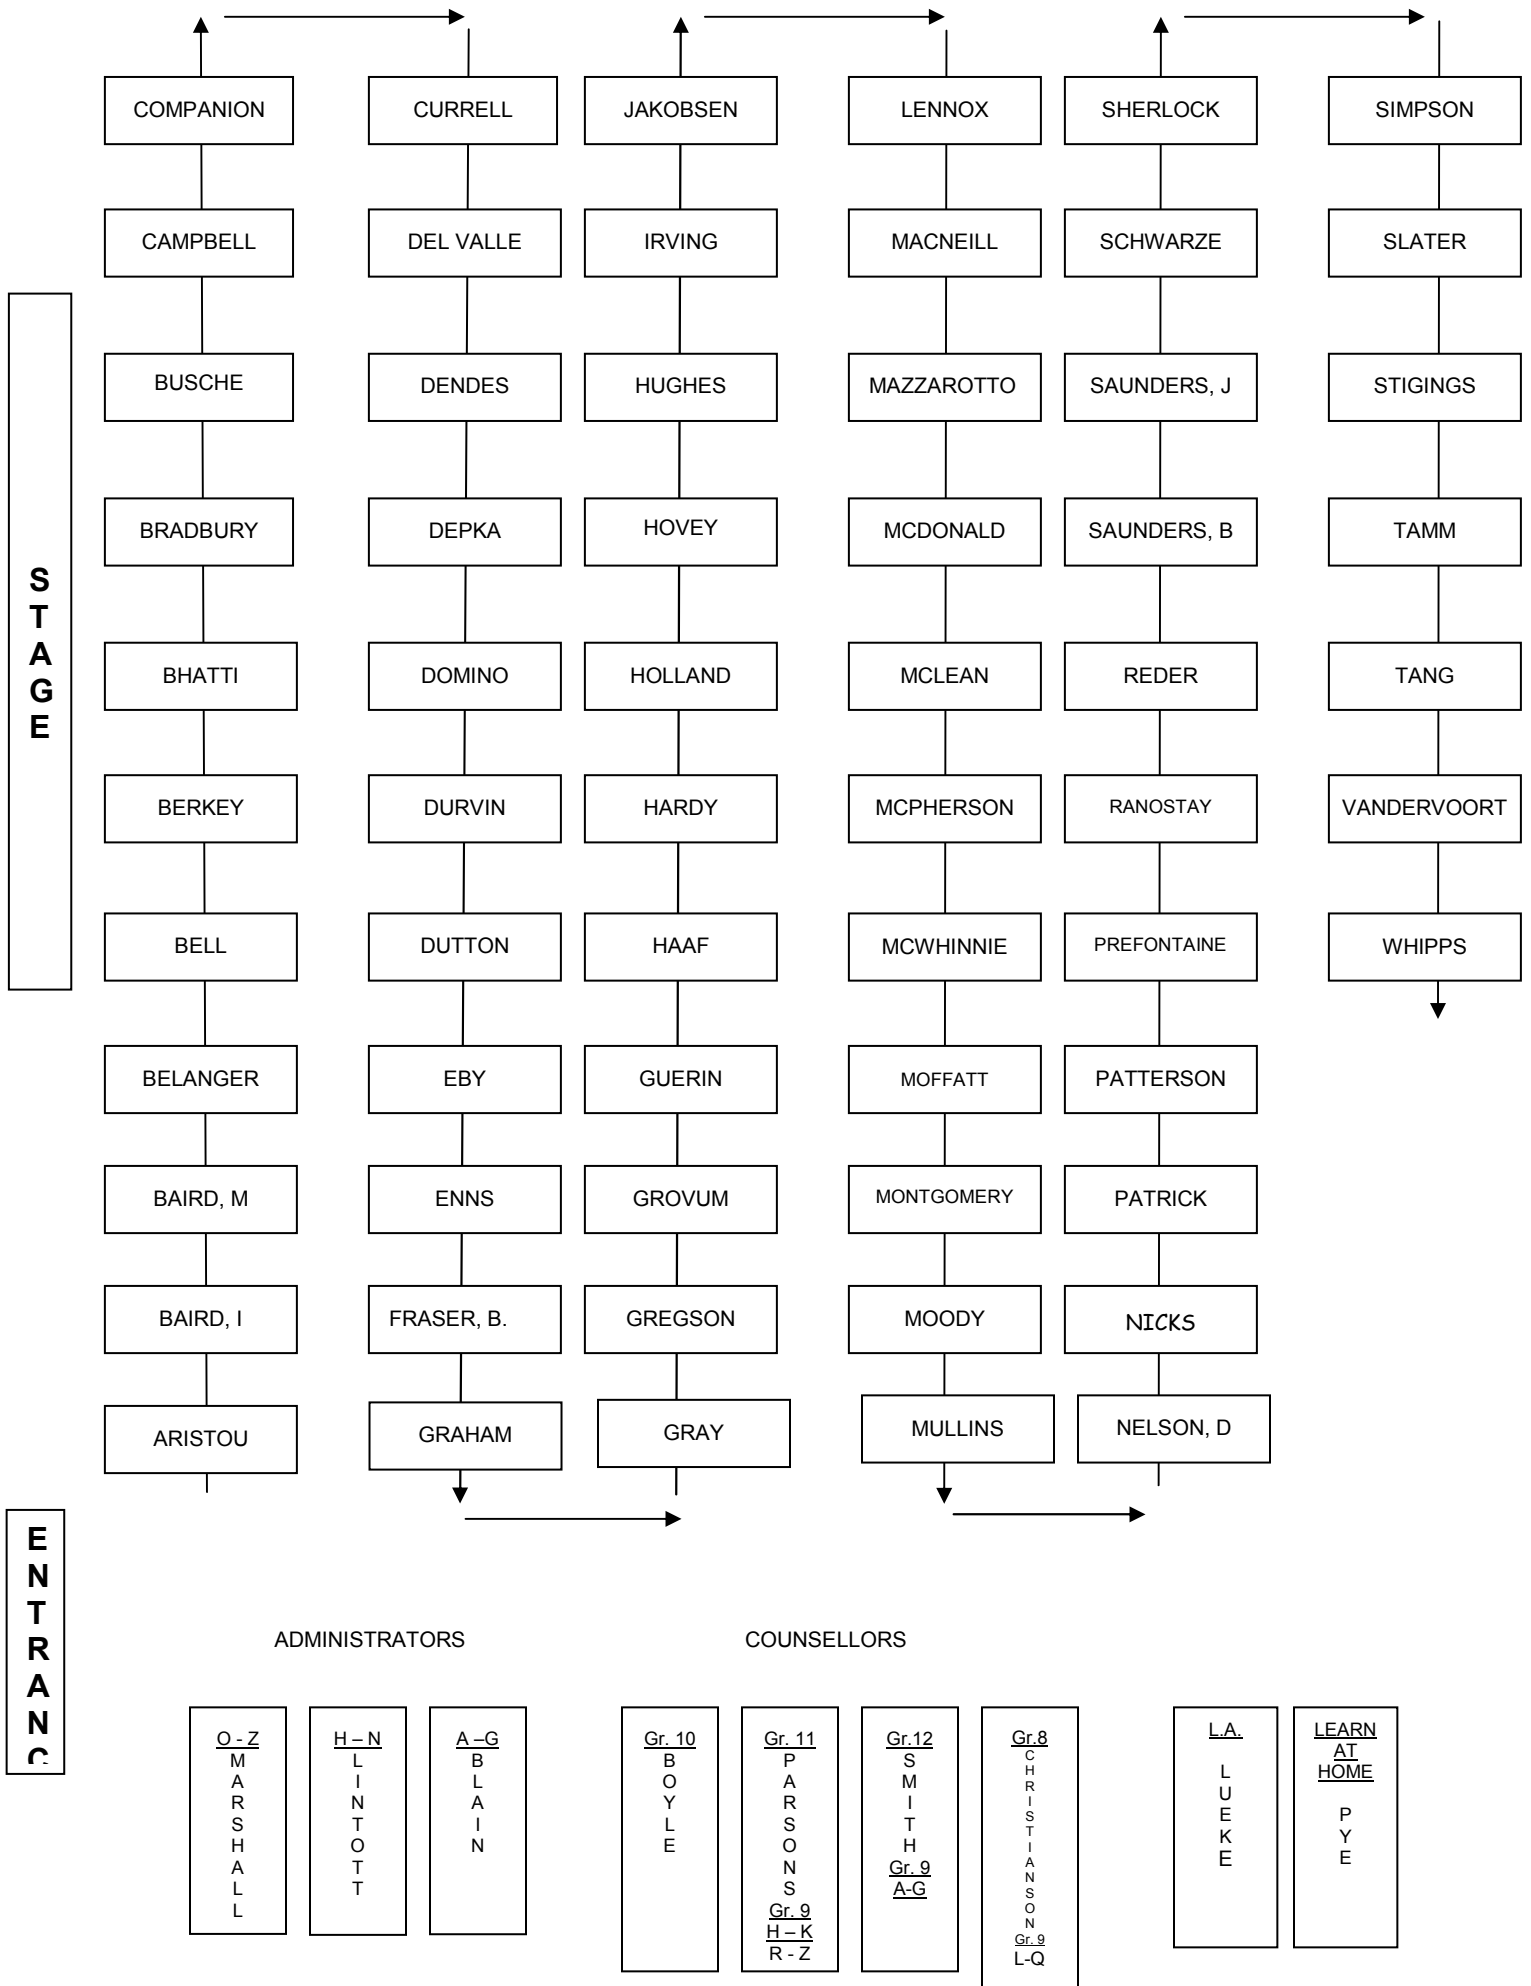 COMPANION
CURRELL
JAKOBSEN
LENNOX
SHERLOCK
SIMPSON
CAMPBELL
DEL VALLE
IRVING
MACNEILL
SCHWARZE
SLATER
BUSCHE
DENDES
HUGHES
MAZZAROTTO
SAUNDERS, J
STIGINGS
BRADBURY
DEPKA
HOVEY
MCDONALD
SAUNDERS, B
TAMM
STAGE
BHATTI
DOMINO
HOLLAND
MCLEAN
REDER
TANG
BERKEY
DURVIN
HARDY
MCPHERSON
RANOSTAY
VANDERVOORT
BELL
DUTTON
HAAF
MCWHINNIE
PREFONTAINE
WHIPPS
BELANGER
EBY
GUERIN
MOFFATT
PATTERSON
BAIRD, M
ENNS
GROVUM
MONTGOMERY
PATRICK
BAIRD, I
FRASER, B.
GREGSON
MOODY
NICKS
ARISTOU
GRAHAM
GRAY
MULLINS
NELSON, D
ENTRANC
ADMINISTRATORS
COUNSELLORS
O - Z
MARSHALL
H – N
LINTOTT
A –G
BLAIN
Gr. 10
BOYLE
Gr. 11
PARSONS
Gr. 9
H – K
R - Z
Gr.12
SMITH
Gr. 9
A-G
Gr.8
CHRISTIANSON
Gr. 9
L-Q
L.A.
LUEKE
LEARN
AT
HOME
PYE